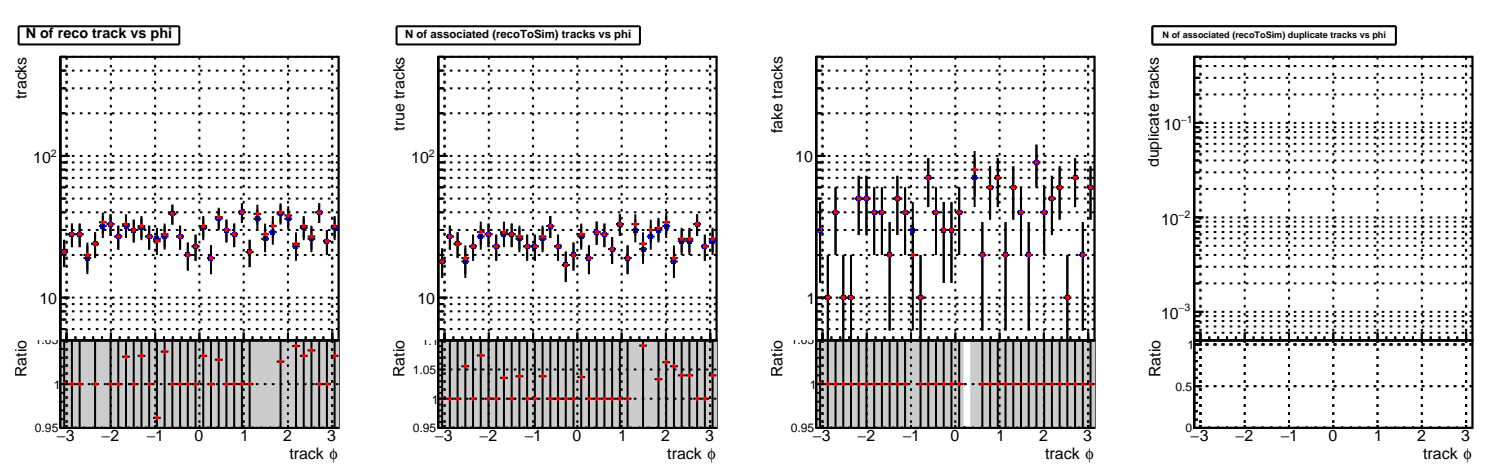 N of reco track vs phi
tracks
10²
10
Ratio
1.05
1
0.95
−3 −2 −1 0 1 2 3
track ϕ
N of associated (recoToSim) tracks vs phi
true tracks
10²
10
Ratio
1.1
1.05
1
0.95
−3 −2 −1 0 1 2 3
track ϕ
fake tracks
10
1
Ratio
1.05
1
0.95
−3 −2 −1 0 1 2 3
track ϕ
N of associated (recoToSim) duplicate tracks vs phi
duplicate tracks
10⁻¹
10⁻²
10⁻³
Ratio
1
0.5
0
−3 −2 −1 0 1 2 3
track ϕ